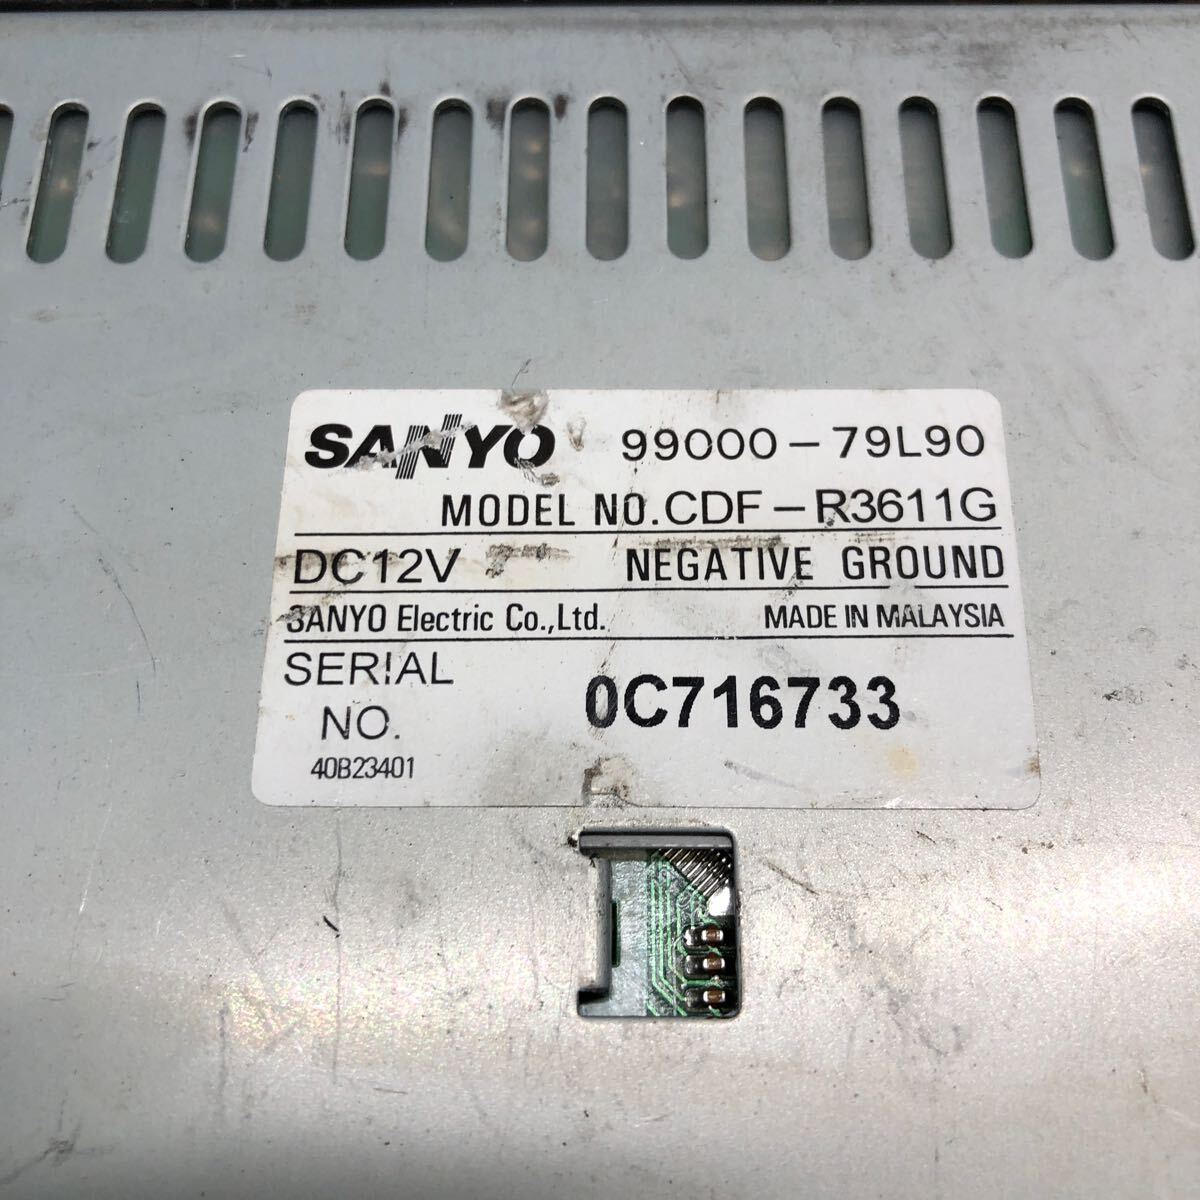 SANYO 99000-79L90
MODEL NO.CDF-R3611G
DC12V NEGATIVE GROUND
SANYO Electric Co.,Ltd. MADE IN MALAYSIA
SERIAL
NO. 0C716733
40B23401